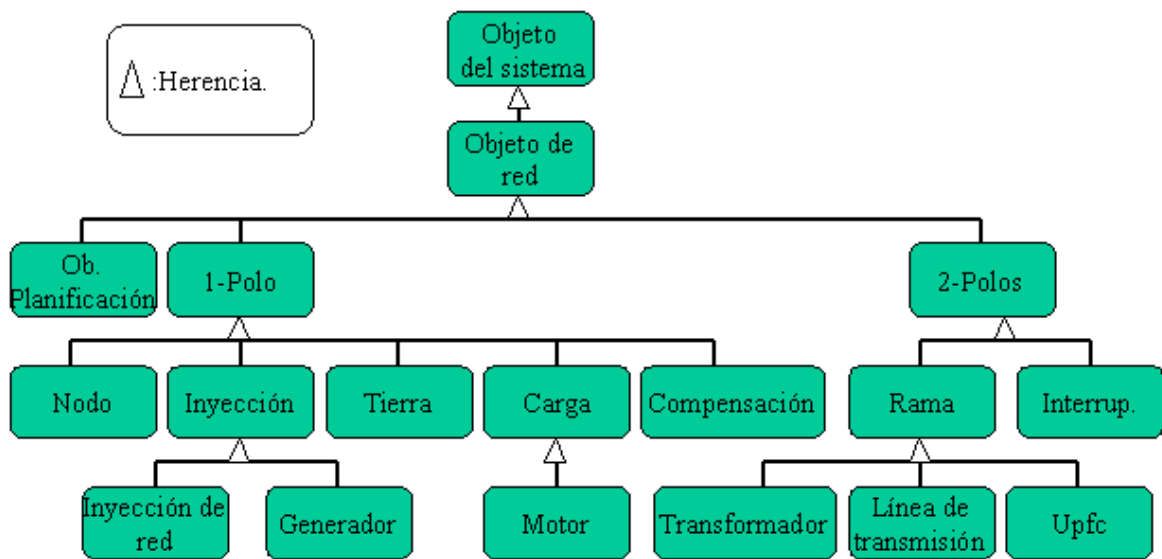 Objeto
del sistema
:Herencia.
Objeto de
red
Ob.
Planificación
1-Polo
2-Polos
Nodo
Inyección
Tierra
Carga
Compensación
Rama
Interrup.
Inyección de
red
Generador
Motor
Transformador
Línea de
transmisión
Upfc